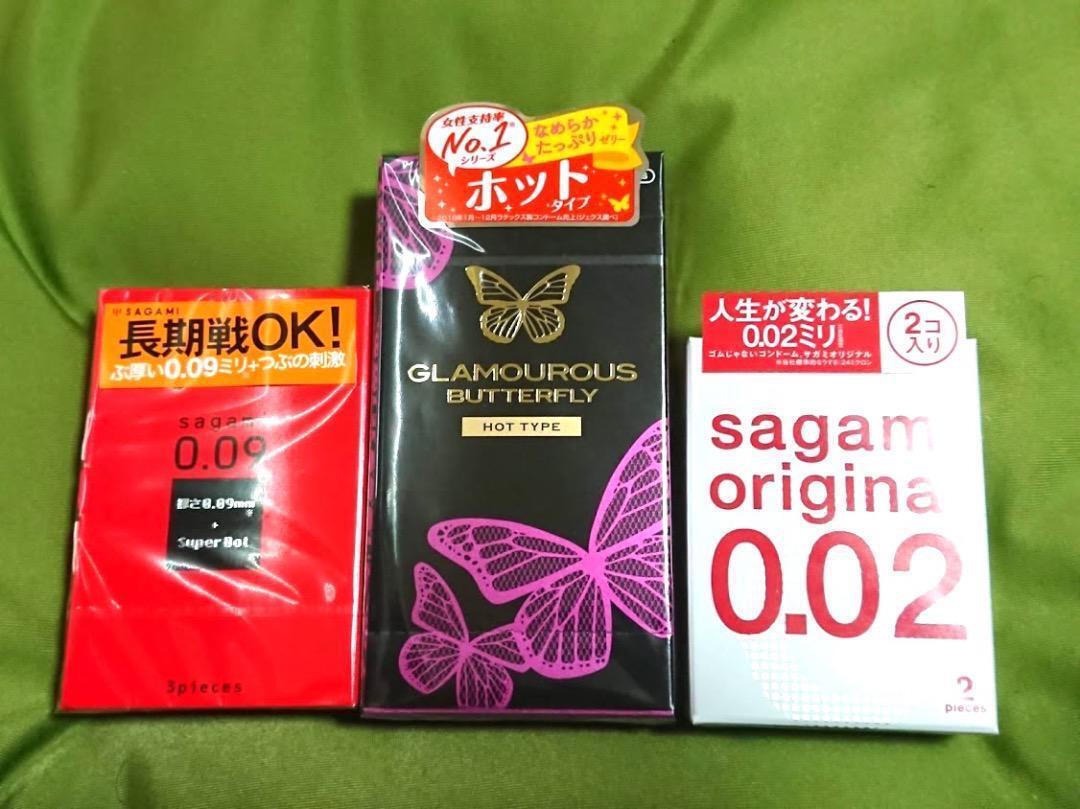 SAGAMI
長期戦OK!
ぶ厚い0.09ミリ+つぶの刺激
sagam
0.09
厚さ0.09mm※
+
Super Dot
3pieces
女性支持率
No.1※
シリーズ
なめらか
たっぷりゼリー
ホット
タイプ
GLAMOUROUS
BUTTERFLY
HOT TYPE
人生が変わる!
0.02ミリ
ゴムじゃないコンドーム、サガミオリジナル
2コ
入り
sagam
origina
0.02
2
pieces